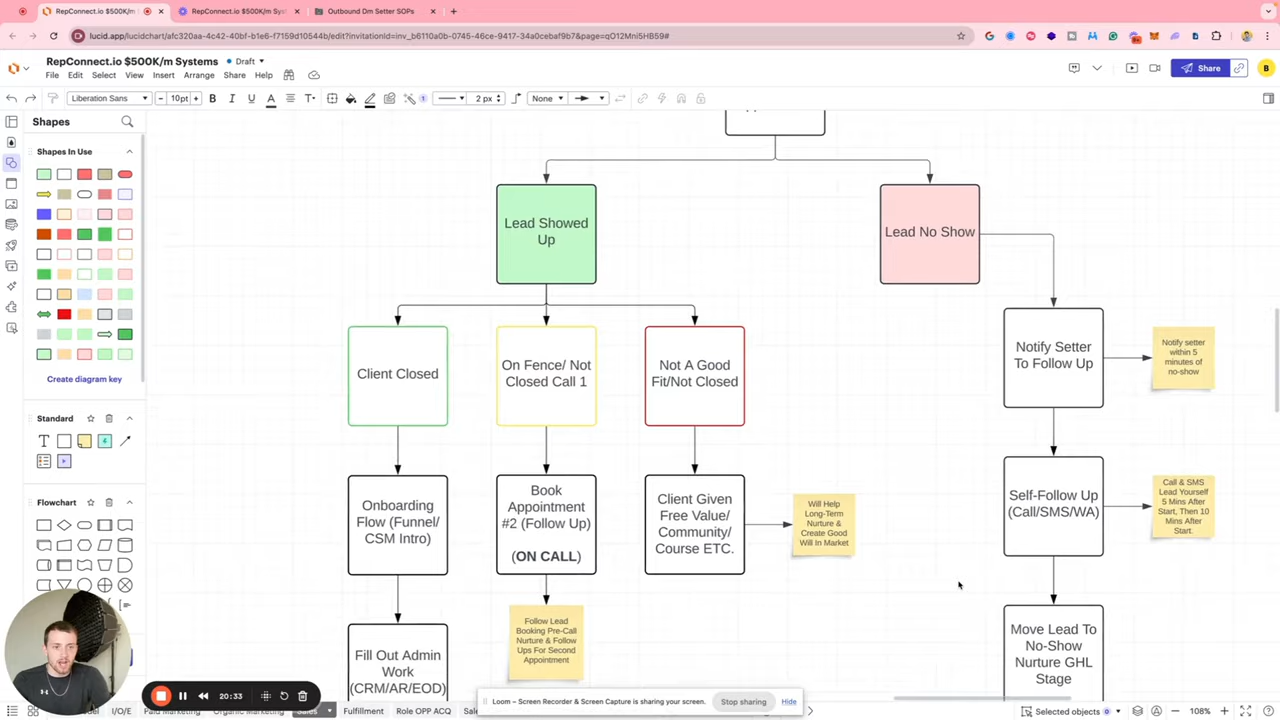 RepConnect.io $500K/m
RepConnect.io $500K/m Syst
Outbound Dm Setter SOPs
lucid.app/lucidchart/afc320aa-4c42-40bf-b1e6-f7159d10544b/edit?invitationId=inv_b6110a0b-0745-46ce-9417-34a0cebaf9b7&page=qO12Mni5HB59#
RepConnect.io $500K/m Systems
Draft
File Edit Select View Insert Arrange Share Help
Share
B
Liberation Sans
10pt
B I U A T
2 px
None
1
Shapes
Shapes In Use
Create diagram key
Standard
T
Flowchart
Lead Showed
Up
Lead No Show
Client Closed
On Fence/ Not
Closed Call 1
Not A Good
Fit/Not Closed
Notify Setter
To Follow Up
Notify setter
within 5
minutes of
no-show
Onboarding
Flow (Funnel/
CSM Intro)
Book
Appointment
#2 (Follow Up)
(ON CALL)
Client Given
Free Value/
Community/
Course ETC.
Will Help
Long-Term
Nurture &
Create Good
Will In Market
Self-Follow Up
(Call/SMS/WA)
Call & SMS
Lead Yourself
5 Mins After
Start, Then 10
Mins After
Start.
Fill Out Admin
Work
(CRM/AR/EOD)
Follow Lead
Booking Pre-Call
Nurture & Follow
Ups For Second
Appointment
Move Lead To
No-Show
Nurture GHL
Stage
20:33
Loom – Screen Recorder & Screen Capture is sharing your screen.
Stop sharing
Hide
I/O/E
Fulfillment
Role OPP ACQ
Selected objects 0
108%